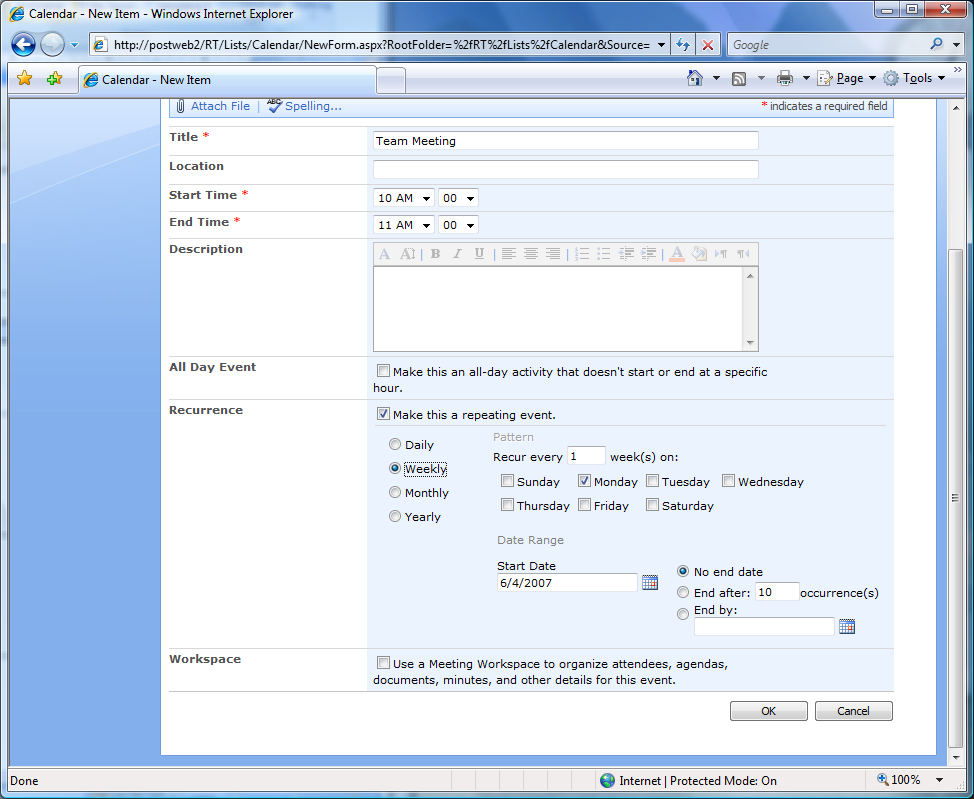 Calendar - New Item - Windows Internet Explorer
http://postweb2/RT/Lists/Calendar/NewForm.aspx?RootFolder=%2fRT%2fLists%2fCalendar&Source=
Google
Calendar - New Item
Page
Tools
Attach File | Spelling...
* indicates a required field
Title *
Team Meeting
Location
Start Time *
10 AM 00
End Time *
11 AM 00
Description
A A B I U A
All Day Event
Make this an all-day activity that doesn't start or end at a specific
hour.
Recurrence
Make this a repeating event.
Daily
Weekly
Monthly
Yearly
Pattern
Recur every 1 week(s) on:
Sunday Monday Tuesday Wednesday
Thursday Friday Saturday
Date Range
Start Date
6/4/2007
No end date
End after: 10 occurrence(s)
End by:
Workspace
Use a Meeting Workspace to organize attendees, agendas,
documents, minutes, and other details for this event.
OK Cancel
Done
Internet | Protected Mode: On
100%